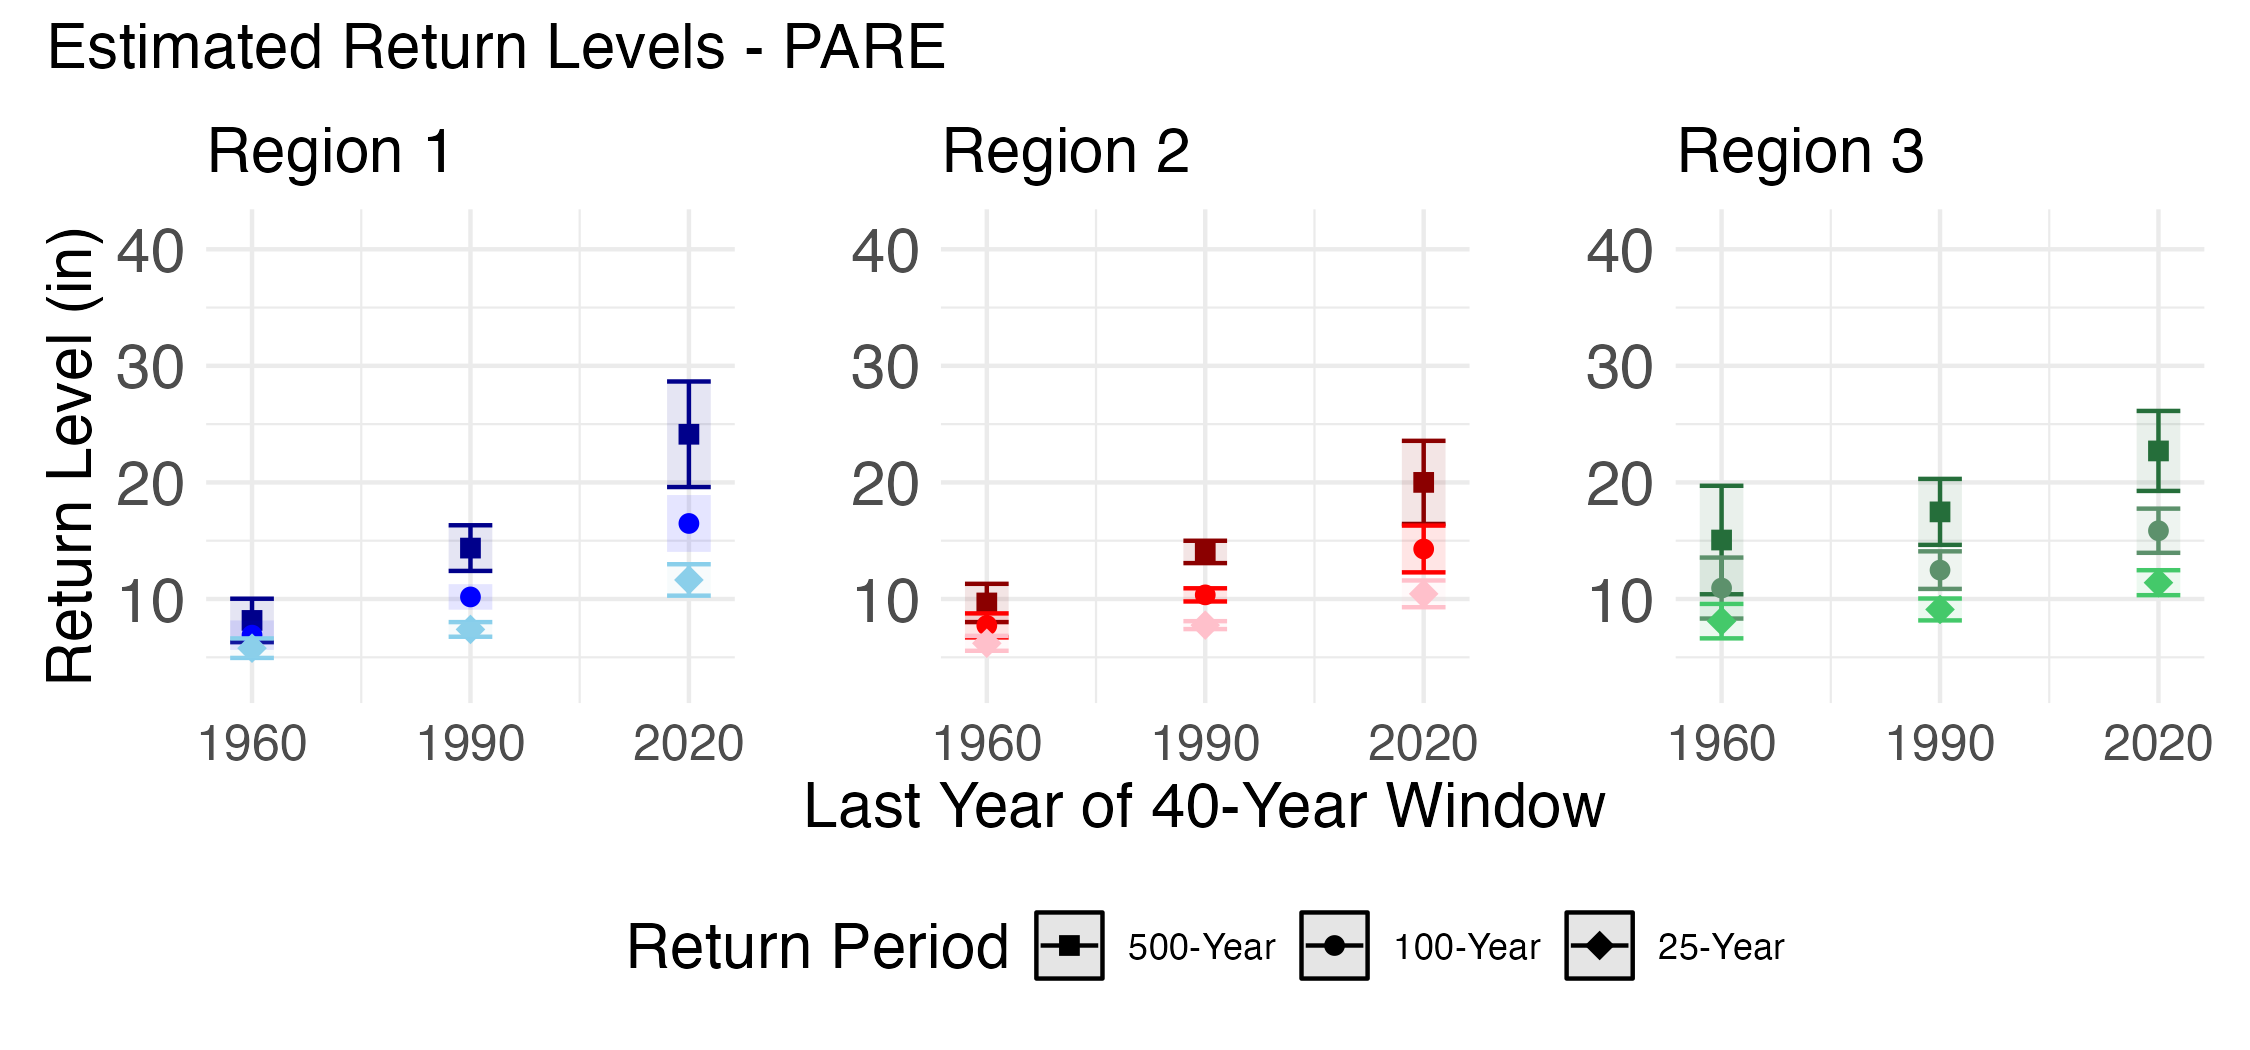 Estimated Return Levels - PARE
Region 1
Region 2
Region 3
Return Level (in)
40
30
20
10
40
30
20
10
40
30
20
10
1960 1990 2020
1960 1990 2020
1960 1990 2020
Last Year of 40-Year Window
Return Period 500-Year 100-Year 25-Year